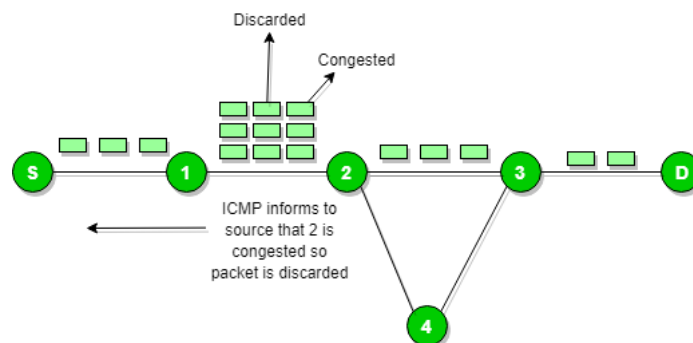 Discarded
Congested
S
1
2
3
D
ICMP informs to
source that 2 is
congested so
packet is discarded
4